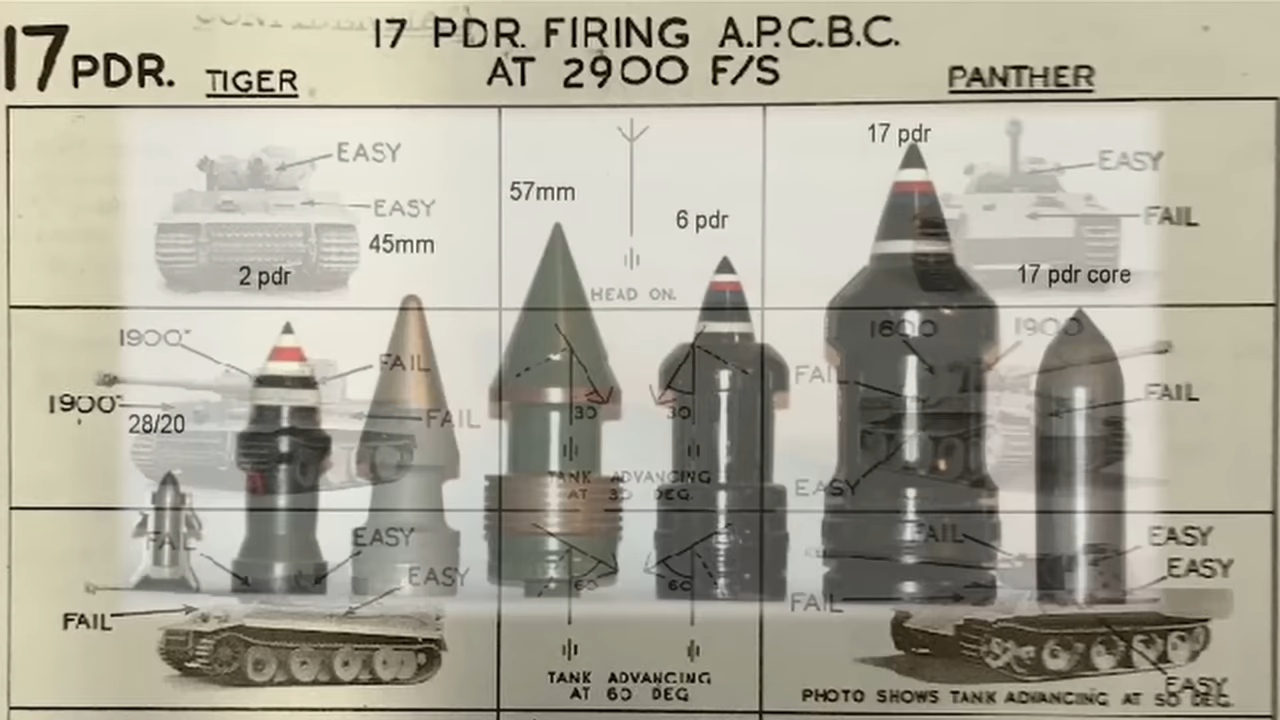 17 PDR. FIRING A.P.C.B.C.
17 PDR. TIGER
AT 2900 F/S
PANTHER
17 pdr
EASY
EASY
57mm
EASY
EASY
6 pdr
FAIL
45mm
2 pdr
17 pdr core
HEAD ON.
1900
1600
1900
FAIL
FAIL
1900
FAIL
30
30
FAIL
28/20
TANK ADVANCING
AT 30 DEG.
EASY
FAIL
EASY
FAIL
EASY
EASY
60
60
EASY
FAIL
FAIL
TANK ADVANCING
AT 60 DEG
EASY
PHOTO SHOWS TANK ADVANCING AT 50 DEG.